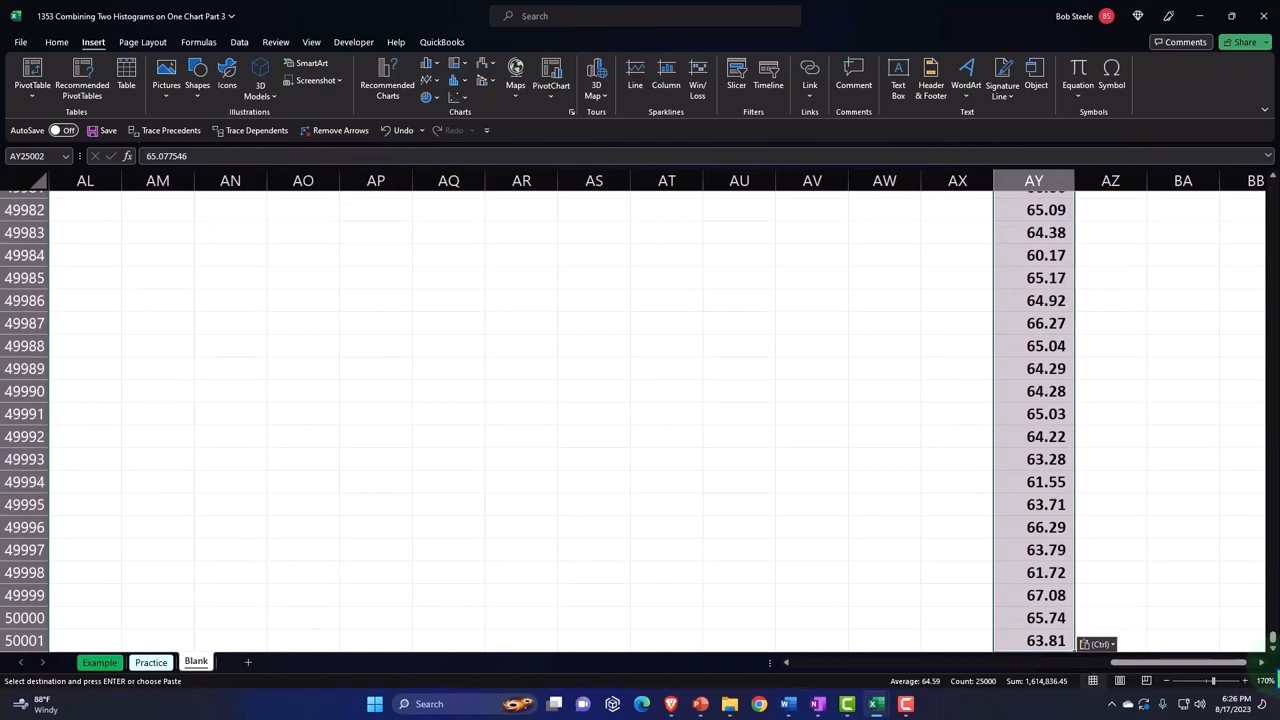 1353 Combining Two Histograms on One Chart Part 3
Search
Bob Steele
BS
File Home Insert Page Layout Formulas Data Review View Developer Help QuickBooks
Comments
Share
PivotTable
Recommended
PivotTables
Table
Tables
Pictures
Shapes
Icons
3D
Models
SmartArt
Screenshot
Illustrations
Recommended
Charts
Maps
PivotChart
Charts
3D
Map
Tours
Line
Column
Win/
Loss
Sparklines
Slicer
Timeline
Filters
Link
Links
Comment
Comments
Text
Box
Header
& Footer
WordArt
Signature
Line
Object
Text
Equation
Symbol
Symbols
AutoSave Off Save Trace Precedents Trace Dependents Remove Arrows Undo Redo
AY25002 fx 65.077546
AL AM AN AO AP AQ AR AS AT AU AV AW AX AY AZ BA BB
49982 65.09
49983 64.38
49984 60.17
49985 65.17
49986 64.92
49987 66.27
49988 65.04
49989 64.29
49990 64.28
49991 65.03
49992 64.22
49993 63.28
49994 61.55
49995 63.71
49996 66.29
49997 63.79
49998 61.72
49999 67.08
50000 65.74
50001 63.81
(Ctrl)
Example Practice Blank
Select destination and press ENTER or choose Paste
Average: 64.59 Count: 25000 Sum: 1,614,836.45
170%
88°F
Windy
Search
6:26 PM
8/17/2023